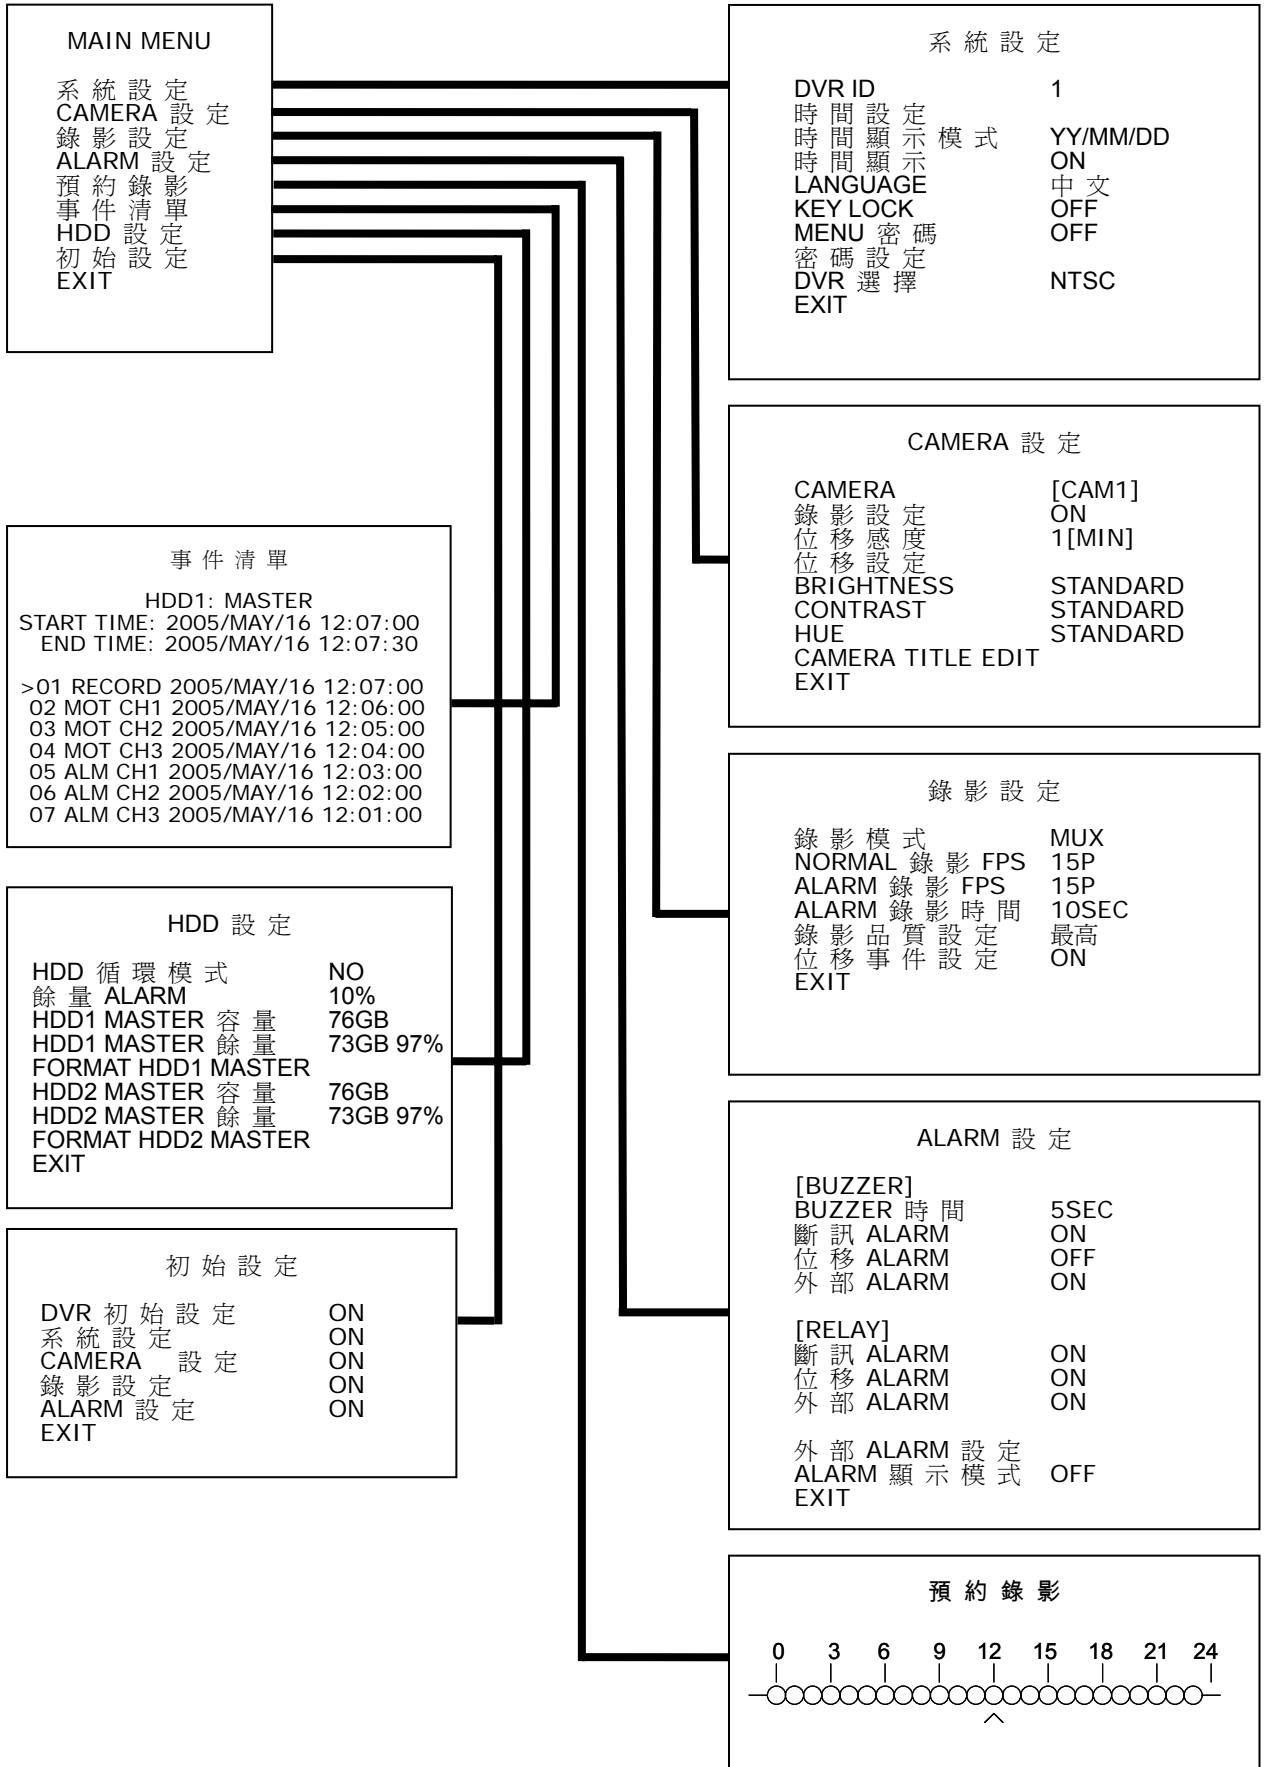 MAIN MENU
系統設定
CAMERA 設定
錄影設定
ALARM 設定
預約錄影
事件清單
HDD 設定
初始設定
EXIT
系統設定
DVR ID 1
時間設定
時間顯示模式 YY/MM/DD
時間顯示 ON
LANGUAGE 中文
KEY LOCK OFF
MENU 密碼 OFF
密碼設定
DVR 選擇 NTSC
EXIT
CAMERA 設定
CAMERA [CAM1]
錄影設定 ON
位移感度 1[MIN]
位移設定
BRIGHTNESS STANDARD
CONTRAST STANDARD
HUE STANDARD
CAMERA TITLE EDIT
EXIT
事件清單
HDD1: MASTER
START TIME: 2005/MAY/16 12:07:00
END TIME: 2005/MAY/16 12:07:30
>01 RECORD 2005/MAY/16 12:07:00
02 MOT CH1 2005/MAY/16 12:06:00
03 MOT CH2 2005/MAY/16 12:05:00
04 MOT CH3 2005/MAY/16 12:04:00
05 ALM CH1 2005/MAY/16 12:03:00
06 ALM CH2 2005/MAY/16 12:02:00
07 ALM CH3 2005/MAY/16 12:01:00
錄影設定
錄影模式 MUX
NORMAL 錄影 FPS 15P
ALARM 錄影 FPS 15P
ALARM 錄影時間 10SEC
錄影品質設定 最高
位移事件設定 ON
EXIT
HDD 設定
HDD 循環模式 NO
餘量 ALARM 10%
HDD1 MASTER 容量 76GB
HDD1 MASTER 餘量 73GB 97%
FORMAT HDD1 MASTER
HDD2 MASTER 容量 76GB
HDD2 MASTER 餘量 73GB 97%
FORMAT HDD2 MASTER
EXIT
ALARM 設定
[BUZZER]
BUZZER 時間 5SEC
斷訊 ALARM ON
位移 ALARM OFF
外部 ALARM ON
[RELAY]
斷訊 ALARM ON
位移 ALARM ON
外部 ALARM ON
外部 ALARM 設定
ALARM 顯示模式 OFF
EXIT
初始設定
DVR 初始設定 ON
系統設定 ON
CAMERA 設定 ON
錄影設定 ON
ALARM 設定 ON
EXIT
預約錄影
0 3 6 9 12 15 18 21 24